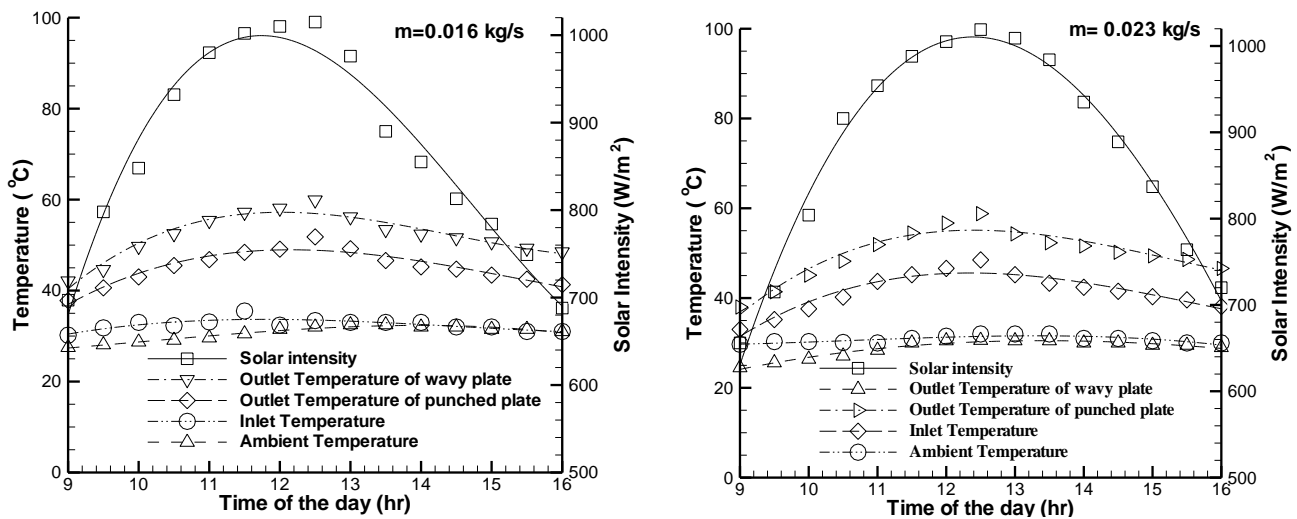 m=0.016 kg/s
Temperature ( °C)
100
80
60
40
20
0
1000
900
800
700
600
500
Solar Intensity (W/m²)
Solar intensity
Outlet Temperature of wavy plate
Outlet Temperature of punched plate
Inlet Temperature
Ambient Temperature
9 10 11 12 13 14 15 16
Time of the day (hr)
m= 0.023 kg/s
Temperature ( °C)
100
80
60
40
20
0
1000
900
800
700
600
500
Solar Intensity (W/m²)
Solar intensity
Outlet Temperature of wavy plate
Outlet Temperature of punched plate
Inlet Temperature
Ambient Temperature
9 10 11 12 13 14 15 16
Time of the day (hr)